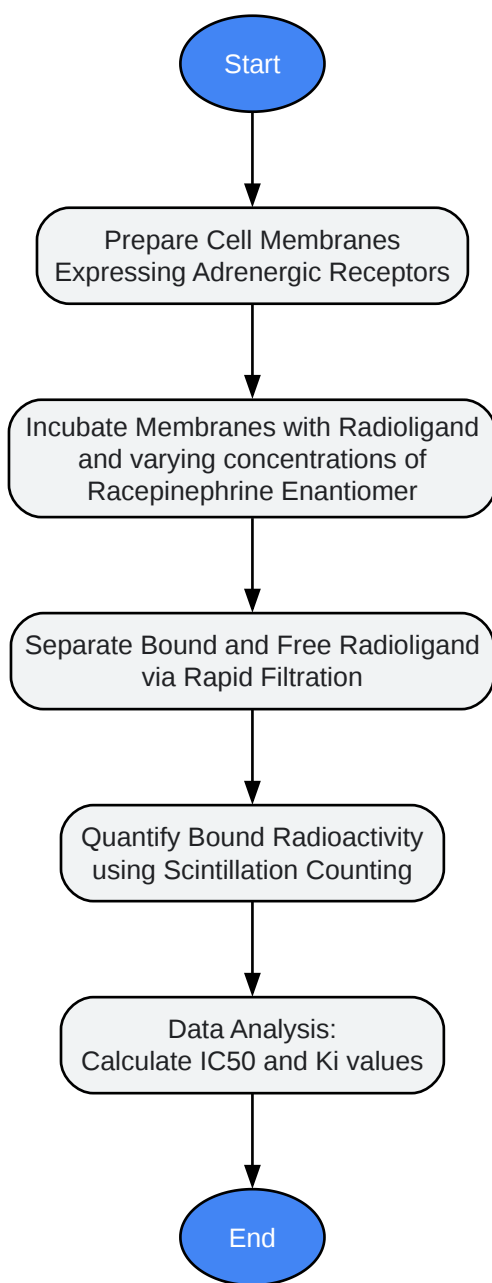 Start
Prepare Cell Membranes
Expressing Adrenergic Receptors
Incubate Membranes with Radioligand
and varying concentrations of
Racepinephrine Enantiomer
Separate Bound and Free Radioligand
via Rapid Filtration
Quantify Bound Radioactivity
using Scintillation Counting
Data Analysis:
Calculate IC50 and Ki values
End